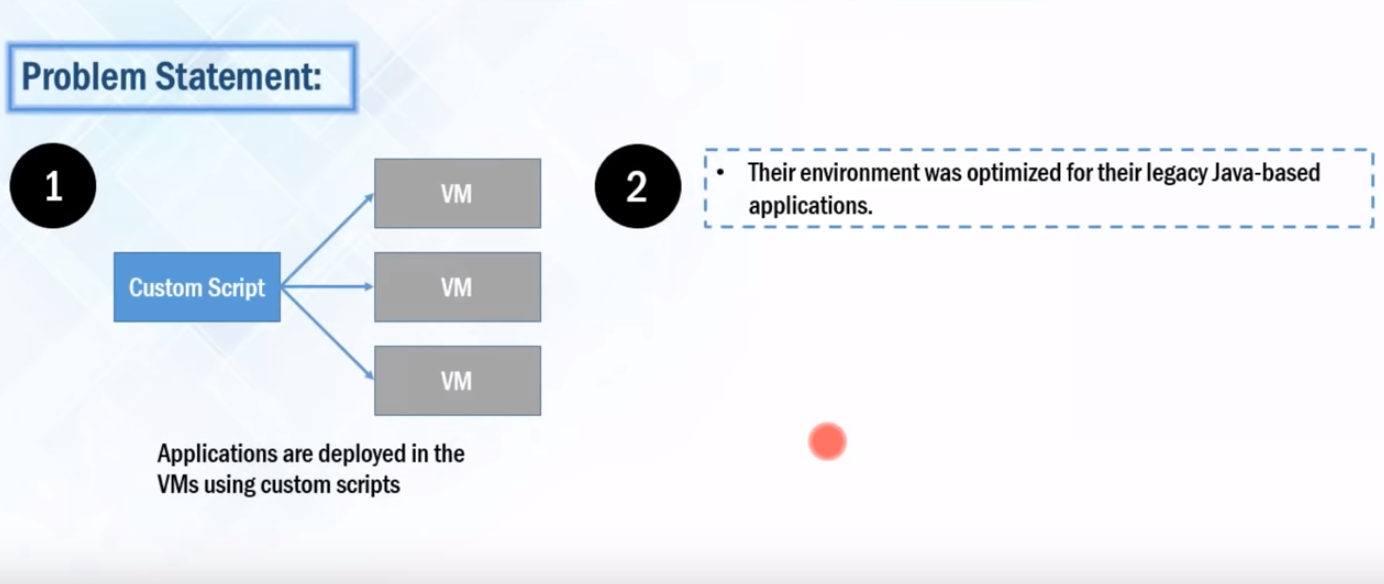 Problem Statement:
1
VM
Custom Script
VM
VM
Applications are deployed in the
VMs using custom scripts
2
• Their environment was optimized for their legacy Java-based
applications.